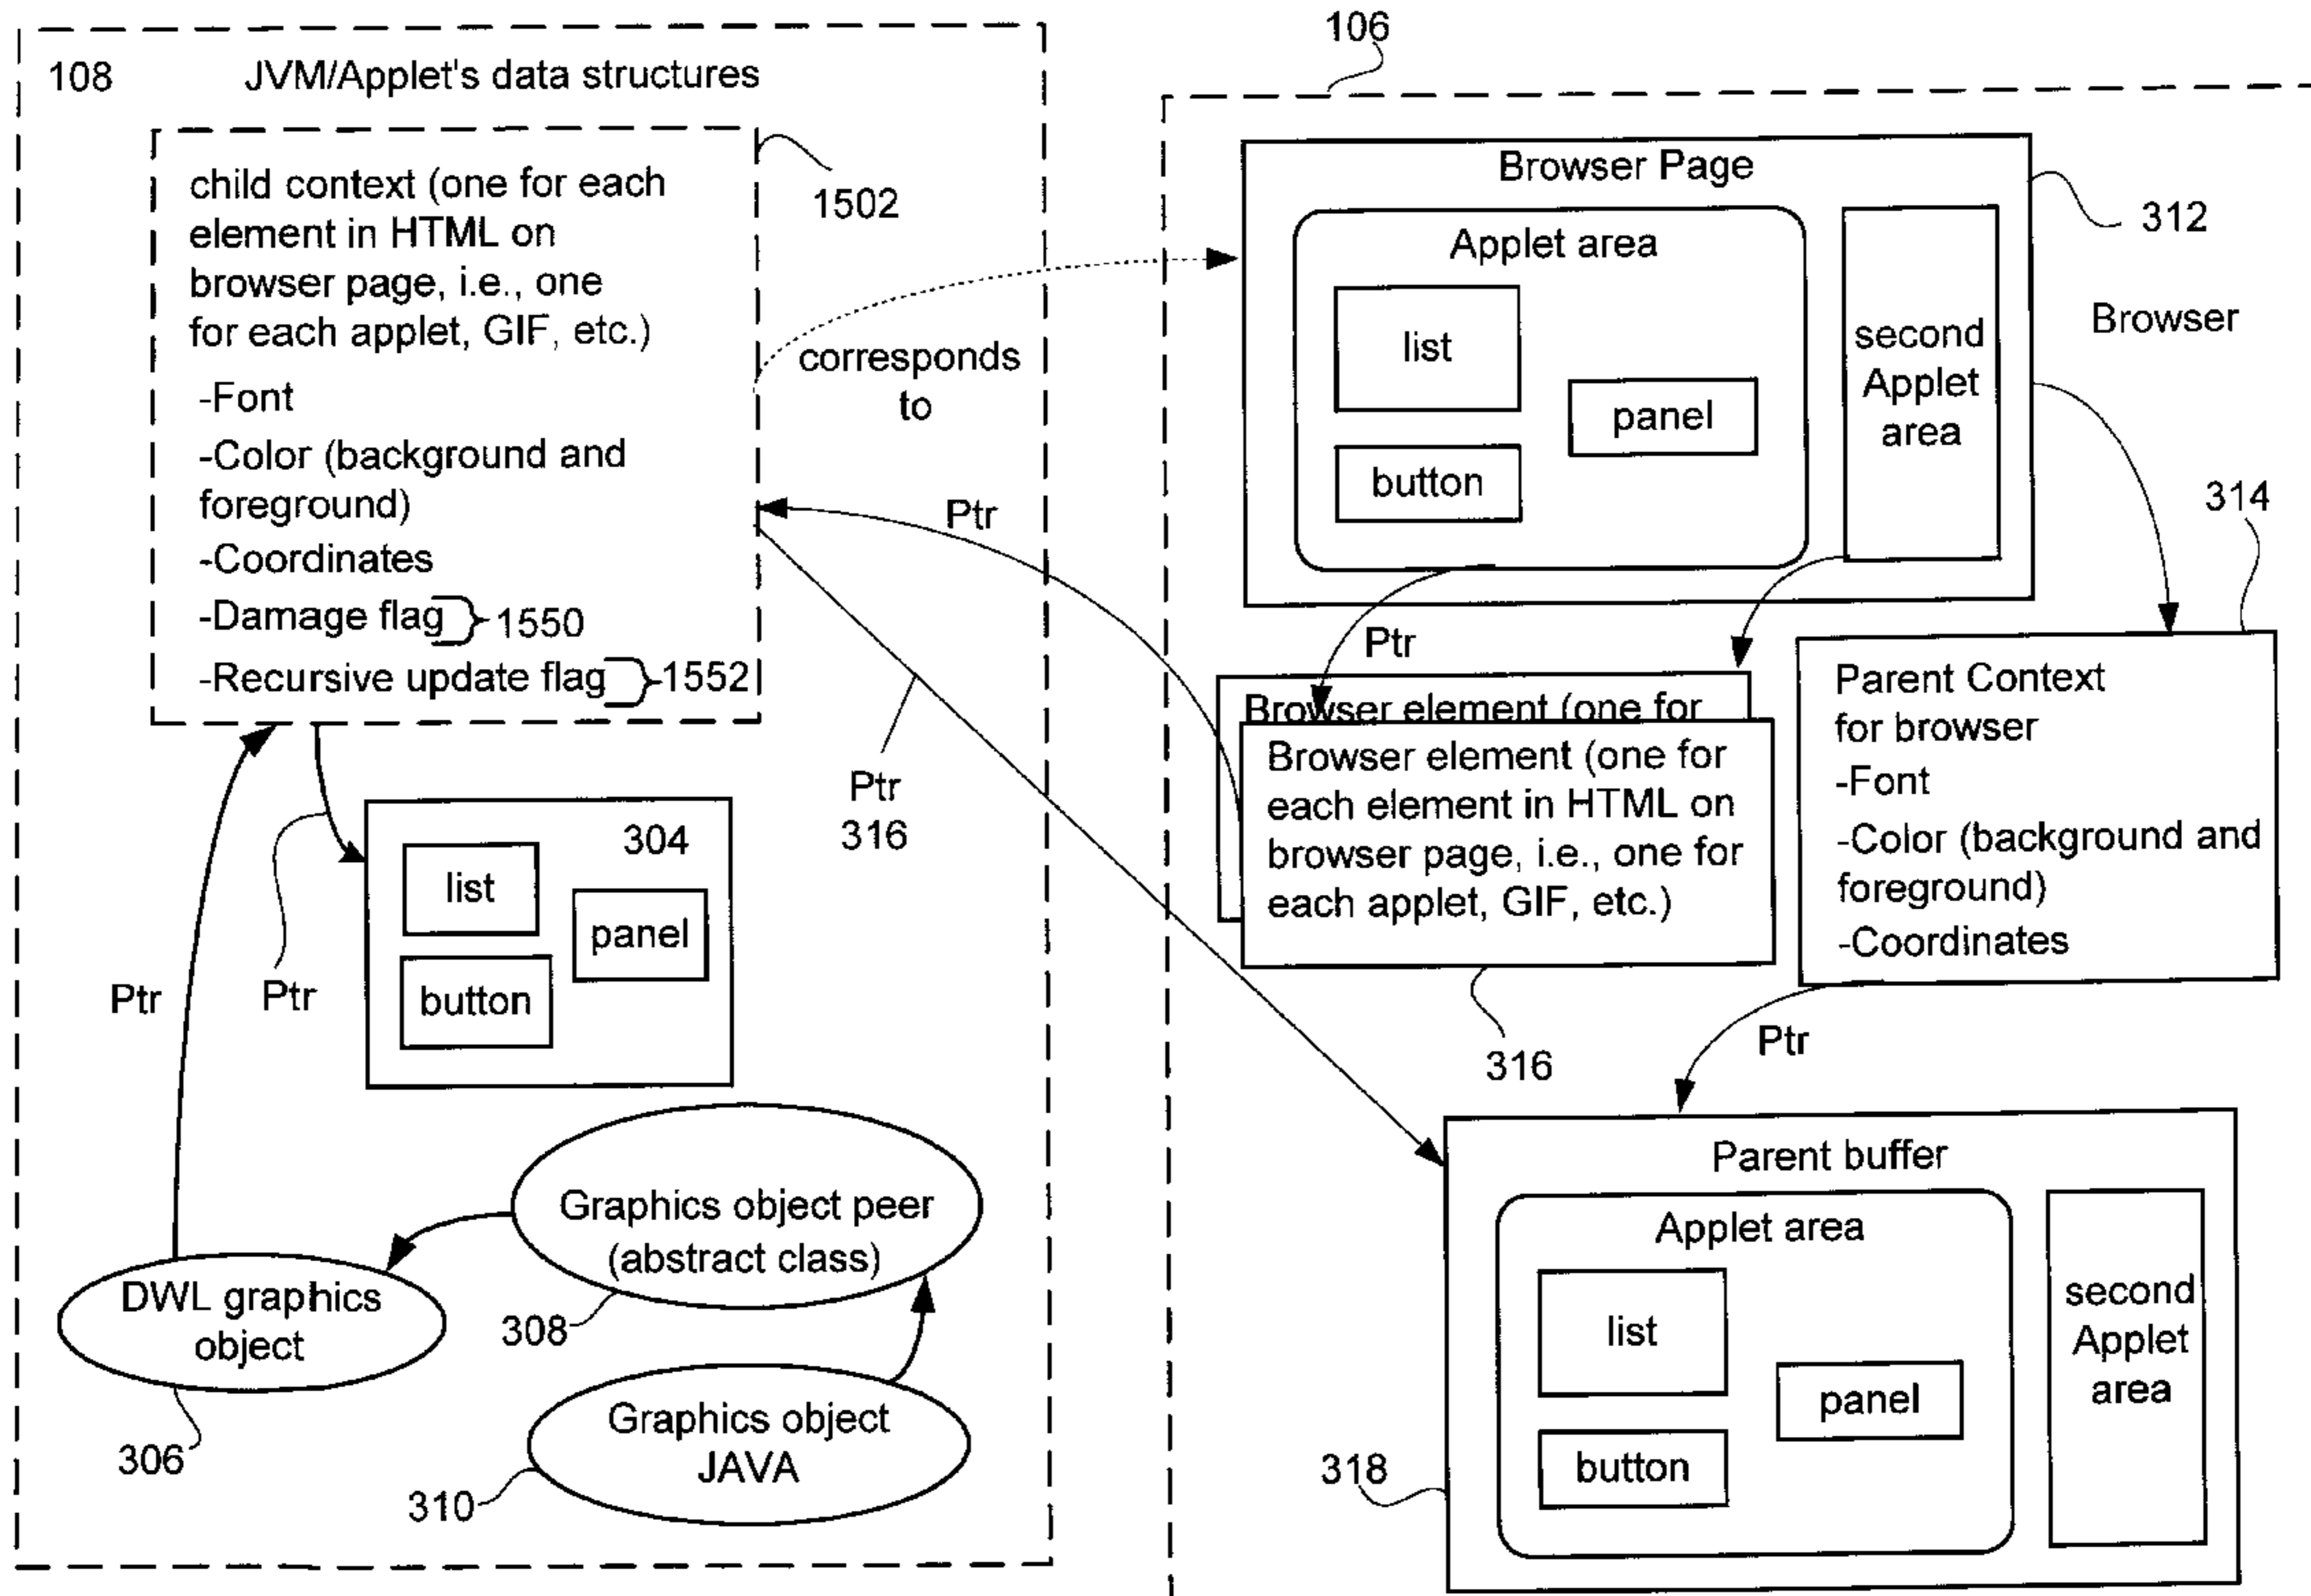 108
JVM/Applet's data structures
child context (one for each
element in HTML on
browser page, i.e., one
for each applet, GIF, etc.)
-Font
-Color (background and
foreground)
-Coordinates
-Damage flag
1550
-Recursive update flag
1552
1502
corresponds
to
Ptr
Ptr
316
304
list
panel
button
Ptr
Ptr
Graphics object peer
(abstract class)
308
DWL graphics
object
306
Graphics object
JAVA
310
106
Browser Page
312
Applet area
list
panel
button
second
Applet
area
Browser
314
Ptr
Browser element (one for
Browser element (one for
each element in HTML on
browser page, i.e., one for
each applet, GIF, etc.)
316
Parent Context
for browser
-Font
-Color (background and
foreground)
-Coordinates
Ptr
Parent buffer
Applet area
list
panel
button
second
Applet
area
318